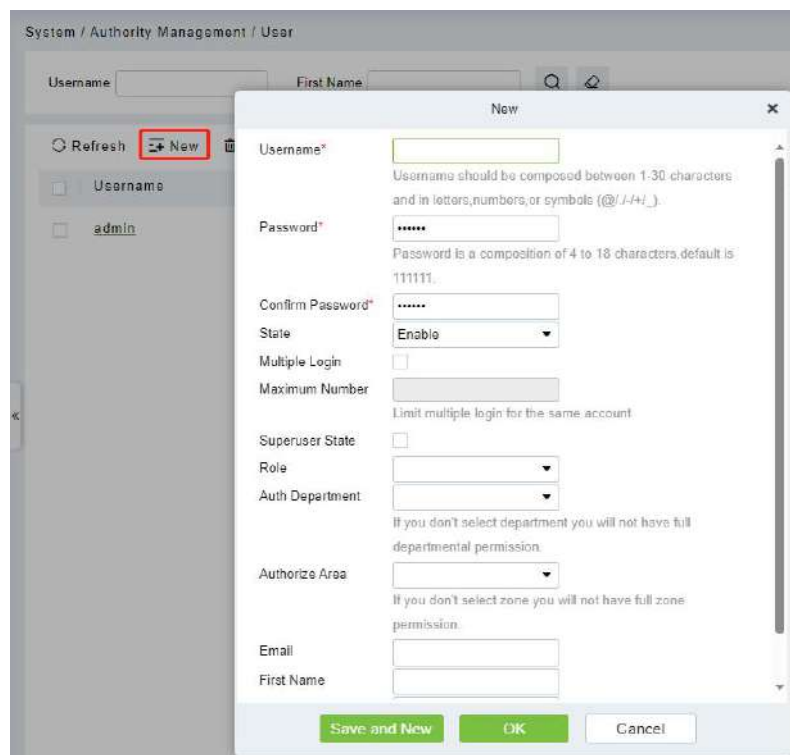 System / Authority Management / User
Username
First Name
New
Refresh
New
Username
admin
Username*
Username should be composed between 1-30 characters
and in letters,numbers,or symbols (@/./-/+/_).
Password*
••••••
Password is a composition of 4 to 18 characters,default is
111111.
Confirm Password*
••••••
State
Enable
Multiple Login
Maximum Number
Limit multiple login for the same account
Superuser State
Role
Auth Department
If you don't select department you will not have full
departmental permission.
Authorize Area
If you don't select zone you will not have full zone
permission.
Email
First Name
Save and New
OK
Cancel